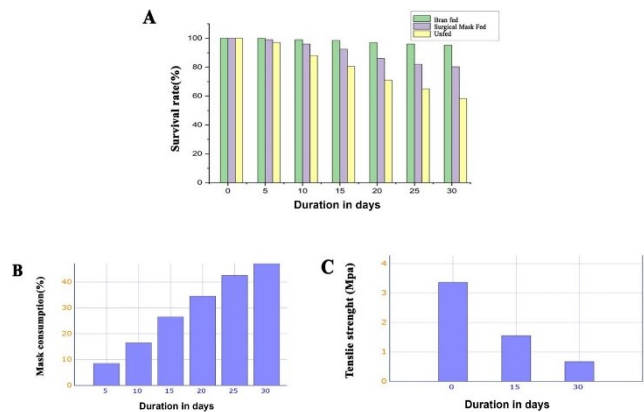 A
Bran fed
Surgical Mask Fed
Unfed
Survival rate(%)
100
80
60
40
20
0
0 5 10 15 20 25 30
Duration in days
B
Mask consumption(%)
40
30
20
10
0
5 10 15 20 25 30
Duration in days
C
Tenslie strenght (Mpa)
4
3
2
1
0
0 15 30
Duration in days